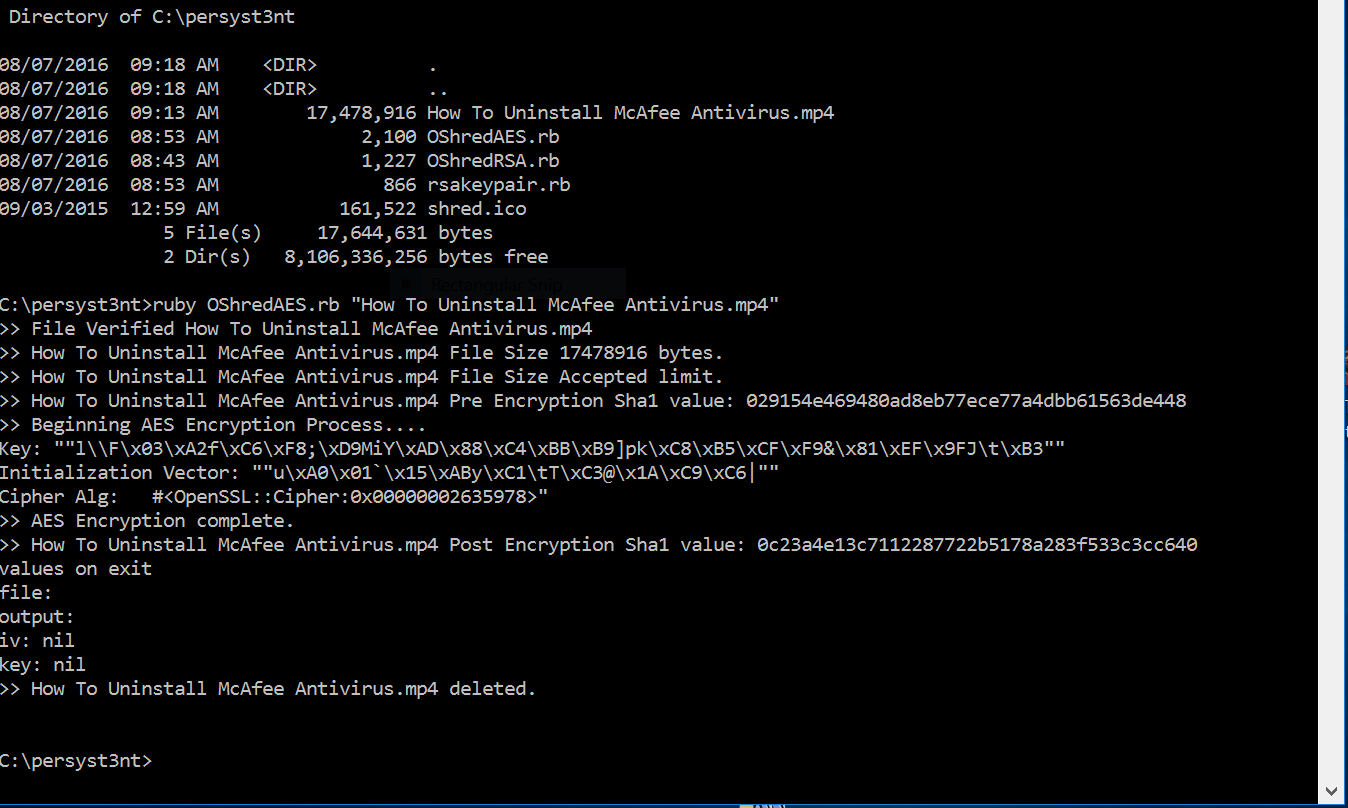 Directory of C:\persyst3nt
08/07/2016  09:18 AM    <DIR>          .
08/07/2016  09:18 AM    <DIR>          ..
08/07/2016  09:13 AM        17,478,916 How To Uninstall McAfee Antivirus.mp4
08/07/2016  08:53 AM             2,100 OShredAES.rb
08/07/2016  08:43 AM             1,227 OShredRSA.rb
08/07/2016  08:53 AM               866 rsakeypair.rb
09/03/2015  12:59 AM           161,522 shred.ico
5 File(s)     17,644,631 bytes
2 Dir(s)   8,106,336,256 bytes free
Rectangular Snip
C:\persyst3nt>ruby OShredAES.rb "How To Uninstall McAfee Antivirus.mp4"
>> File Verified How To Uninstall McAfee Antivirus.mp4
>> How To Uninstall McAfee Antivirus.mp4 File Size 17478916 bytes.
>> How To Uninstall McAfee Antivirus.mp4 File Size Accepted limit.
>> How To Uninstall McAfee Antivirus.mp4 Pre Encryption Sha1 value: 029154e469480ad8eb77ece77a4dbb61563de448
>> Beginning AES Encryption Process....
Key: ""l\\F\x03\xA2f\xC6\xF8;\xD9MiY\xAD\x88\xC4\xBB\xB9]pk\xC8\xB5\xCF\xF9&\x81\xEF\x9FJ\t\xB3""
Initialization Vector: ""u\xA0\x01`\x15\xABy\xC1\tT\xC3@\x1A\xC9\xC6|""
Cipher Alg:   #<OpenSSL::Cipher:0x00000002635978>"
>> AES Encryption complete.
>> How To Uninstall McAfee Antivirus.mp4 Post Encryption Sha1 value: 0c23a4e13c7112287722b5178a283f533c3cc640
values on exit
file:
output:
iv: nil
key: nil
>> How To Uninstall McAfee Antivirus.mp4 deleted.
C:\persyst3nt>